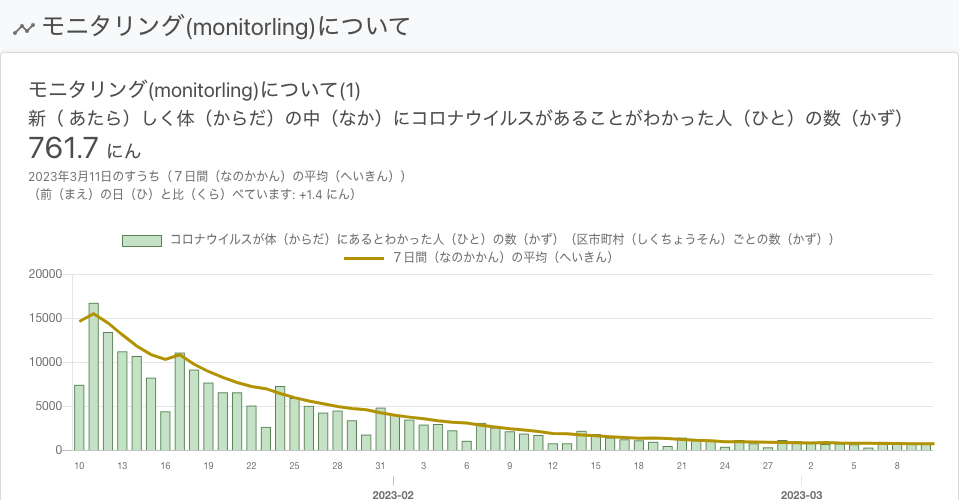 モニタリング(monitorling)について
モニタリング(monitorling)について(1)
新（ あたら）しく体（からだ）の中（なか）にコロナウイルスがあることがわかった人（ひと）の数（かず）
761.7 にん
2023年3月11日のすうち（７日間（なのかかん）の平均（へいきん））
（前（まえ）の日（ひ）と比（くら）べています: +1.4 にん）
コロナウイルスが体（からだ）にあるとわかった人（ひと）の数（かず）（区市町村（しくちょうそん）ごとの数（かず））
７日間（なのかかん）の平均（へいきん）
20000
15000
10000
5000
0
10 13 16 19 22 25 28 31 3 6 9 12 15 18 21 24 27 2 5 8
2023-02 2023-03